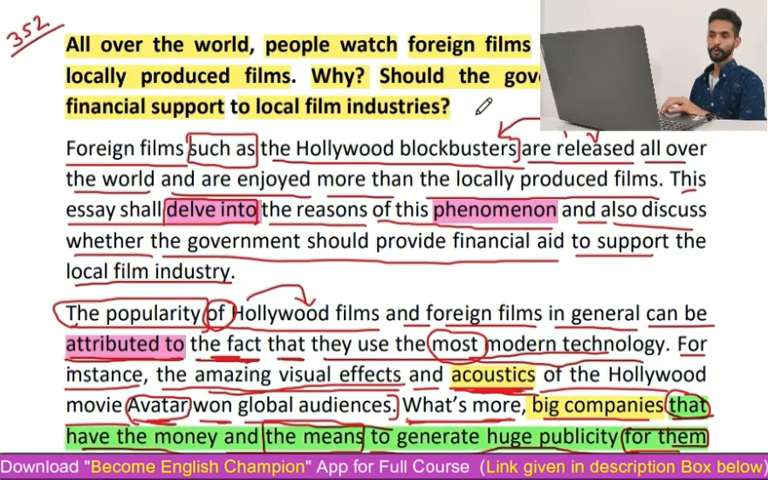 352
All over the world, people watch foreign films
locally produced films. Why? Should the gov
financial support to local film industries?
Foreign films such as the Hollywood blockbusters are released all over
the world and are enjoyed more than the locally produced films. This
essay shall delve into the reasons of this phenomenon and also discuss
whether the government should provide financial aid to support the
local film industry.
The popularity of Hollywood films and foreign films in general can be
attributed to the fact that they use the most modern technology. For
instance, the amazing visual effects and acoustics of the Hollywood
movie Avatar won global audiences. What's more, big companies that
have the money and the means to generate huge publicity for them
Download "Become English Champion" App for Full Course (Link given in description Box below)